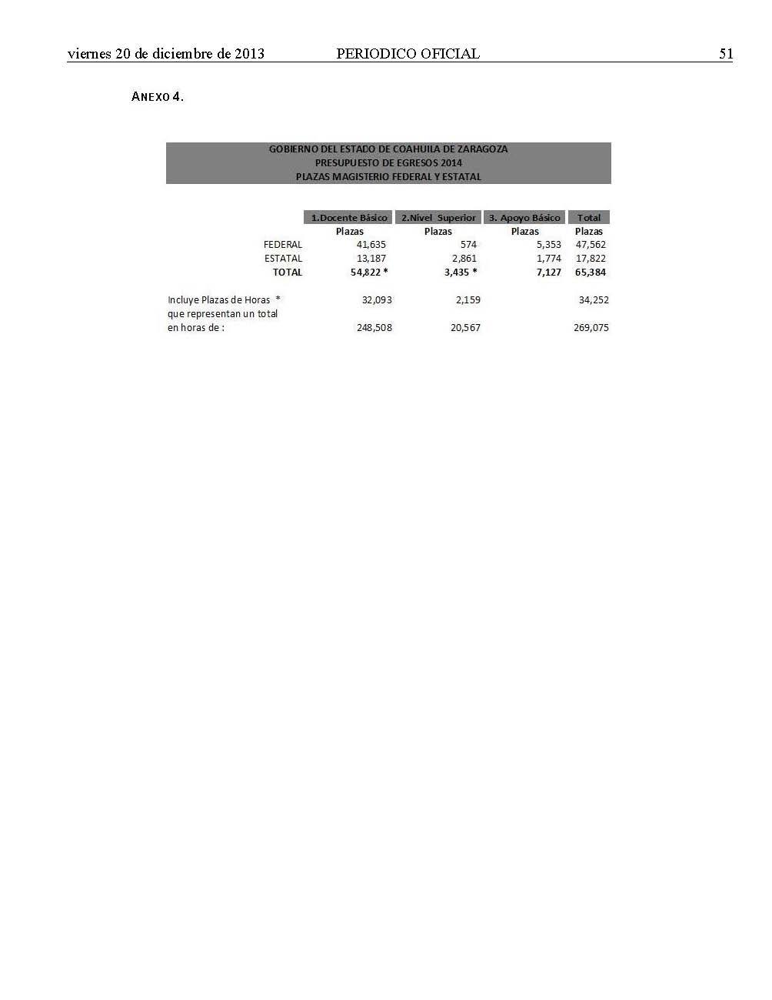 viernes 20 de diciembre de 2013 PERIODICO OFICIAL 51
ANEXO 4.
GOBIERNO DEL ESTADO DE COAHUILA DE ZARAGOZA
PRESUPUESTO DE EGRESOS 2014
PLAZAS MAGISTERIO FEDERAL Y ESTATAL
1.Docente Básico 2.Nivel Superior 3. Apoyo Básico Total
Plazas Plazas Plazas Plazas
FEDERAL 41,635 574 5,353 47,562
ESTATAL 13,187 2,861 1,774 17,822
TOTAL 54,822 * 3,435 * 7,127 65,384
Incluye Plazas de Horas * 32,093 2,159 34,252
que representan un total
en horas de : 248,508 20,567 269,075